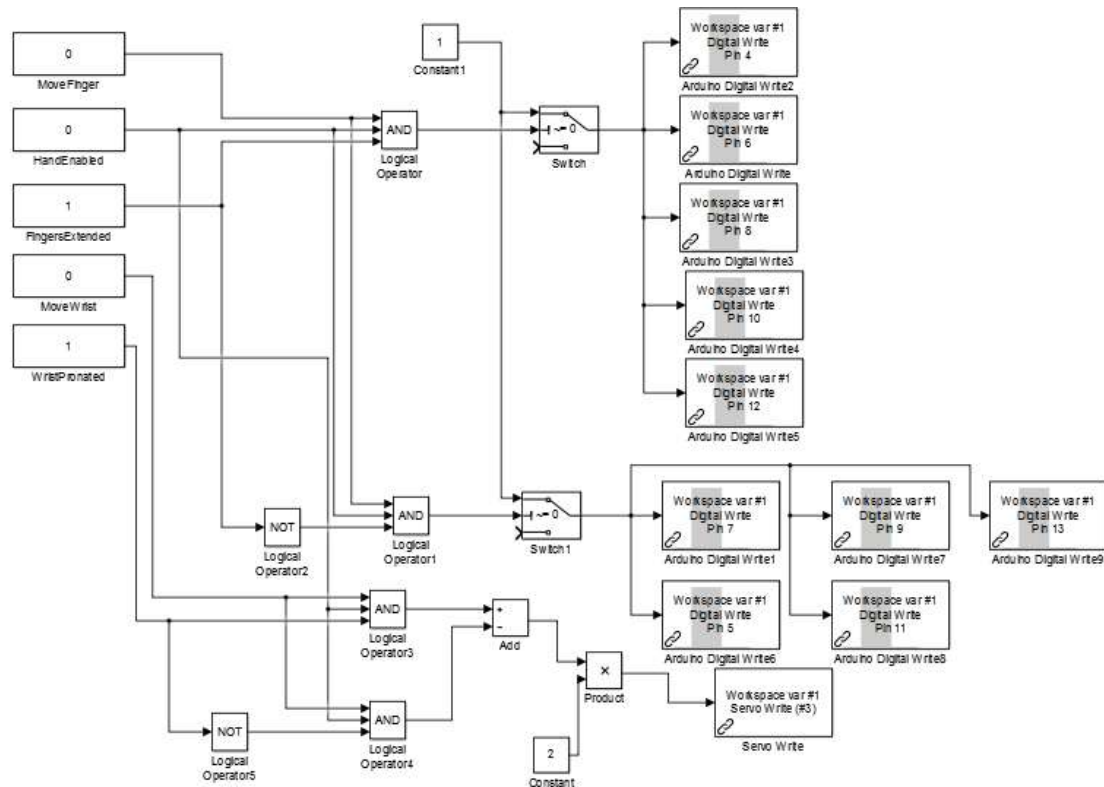 0
MoveFinger
0
HandEnabled
1
FingersExtended
0
MoveWrist
1
WristPronated
1
Constant1
AND
Logical
Operator
~= 0
Switch
Workspace var #1
Digital Write
Pin 4
Arduino Digital Write2
Workspace var #1
Digital Write
Pin 6
Arduino Digital Write
Workspace var #1
Digital Write
Pin 8
Arduino Digital Write3
Workspace var #1
Digital Write
Pin 10
Arduino Digital Write4
Workspace var #1
Digital Write
Pin 12
Arduino Digital Write5
NOT
Logical
Operator2
AND
Logical
Operator1
~= 0
Switch1
Workspace var #1
Digital Write
Pin 7
Arduino Digital Write1
Workspace var #1
Digital Write
Pin 9
Arduino Digital Write7
Workspace var #1
Digital Write
Pin 13
Arduino Digital Write9
Workspace var #1
Digital Write
Pin 5
Arduino Digital Write6
Workspace var #1
Digital Write
Pin 11
Arduino Digital Write8
AND
Logical
Operator3
+
−
Add
NOT
Logical
Operator5
AND
Logical
Operator4
×
Product
2
Constant
Workspace var #1
Servo Write (#3)
Servo Write